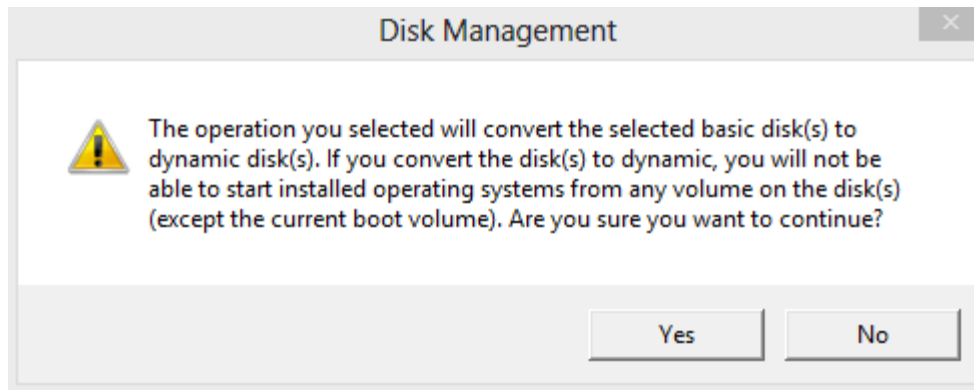 Disk Management
The operation you selected will convert the selected basic disk(s) to
dynamic disk(s). If you convert the disk(s) to dynamic, you will not be
able to start installed operating systems from any volume on the disk(s)
(except the current boot volume). Are you sure you want to continue?
Yes No